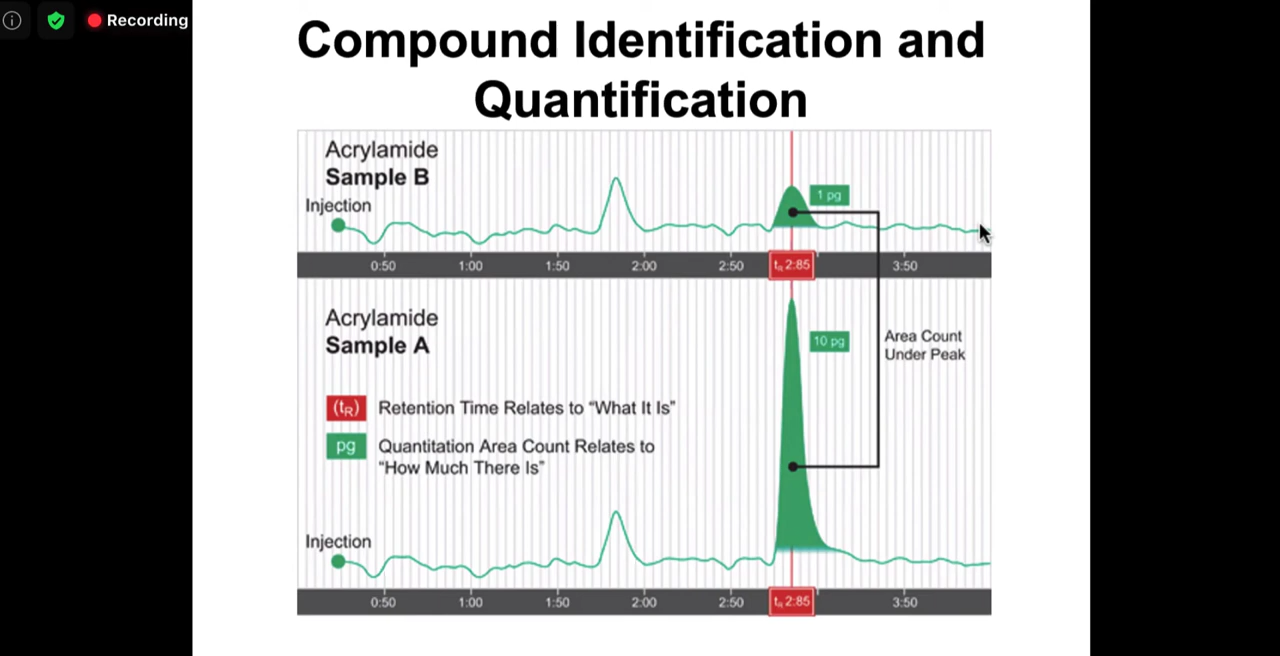 Recording
Compound Identification and
Quantification
Acrylamide
Sample B
Injection
1 pg
0:50 1:00 1:50 2:00 2:50 tR 2:85 3:50
Acrylamide
Sample A
10 pg
Area Count
Under Peak
(tR) Retention Time Relates to “What It Is”
pg Quantitation Area Count Relates to
“How Much There Is”
Injection
0:50 1:00 1:50 2:00 2:50 tR 2:85 3:50